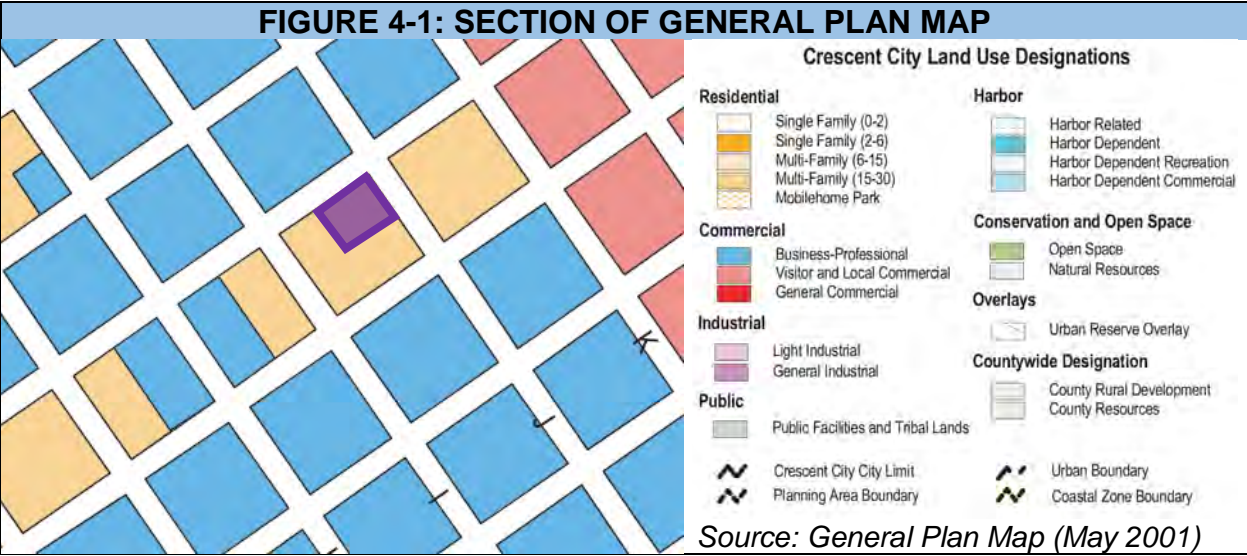 FIGURE 4-1: SECTION OF GENERAL PLAN MAP
K
J
I
Crescent City Land Use Designations
Residential
Single Family (0-2)
Single Family (2-6)
Multi-Family (6-15)
Multi-Family (15-30)
Mobilehome Park
Commercial
Business-Professional
Visitor and Local Commercial
General Commercial
Industrial
Light Industrial
General Industrial
Public
Public Facilities and Tribal Lands
Crescent City City Limit
Planning Area Boundary
Harbor
Harbor Related
Harbor Dependent
Harbor Dependent Recreation
Harbor Dependent Commercial
Conservation and Open Space
Open Space
Natural Resources
Overlays
Urban Reserve Overlay
Countywide Designation
County Rural Development
County Resources
Urban Boundary
Coastal Zone Boundary
Source: General Plan Map (May 2001)